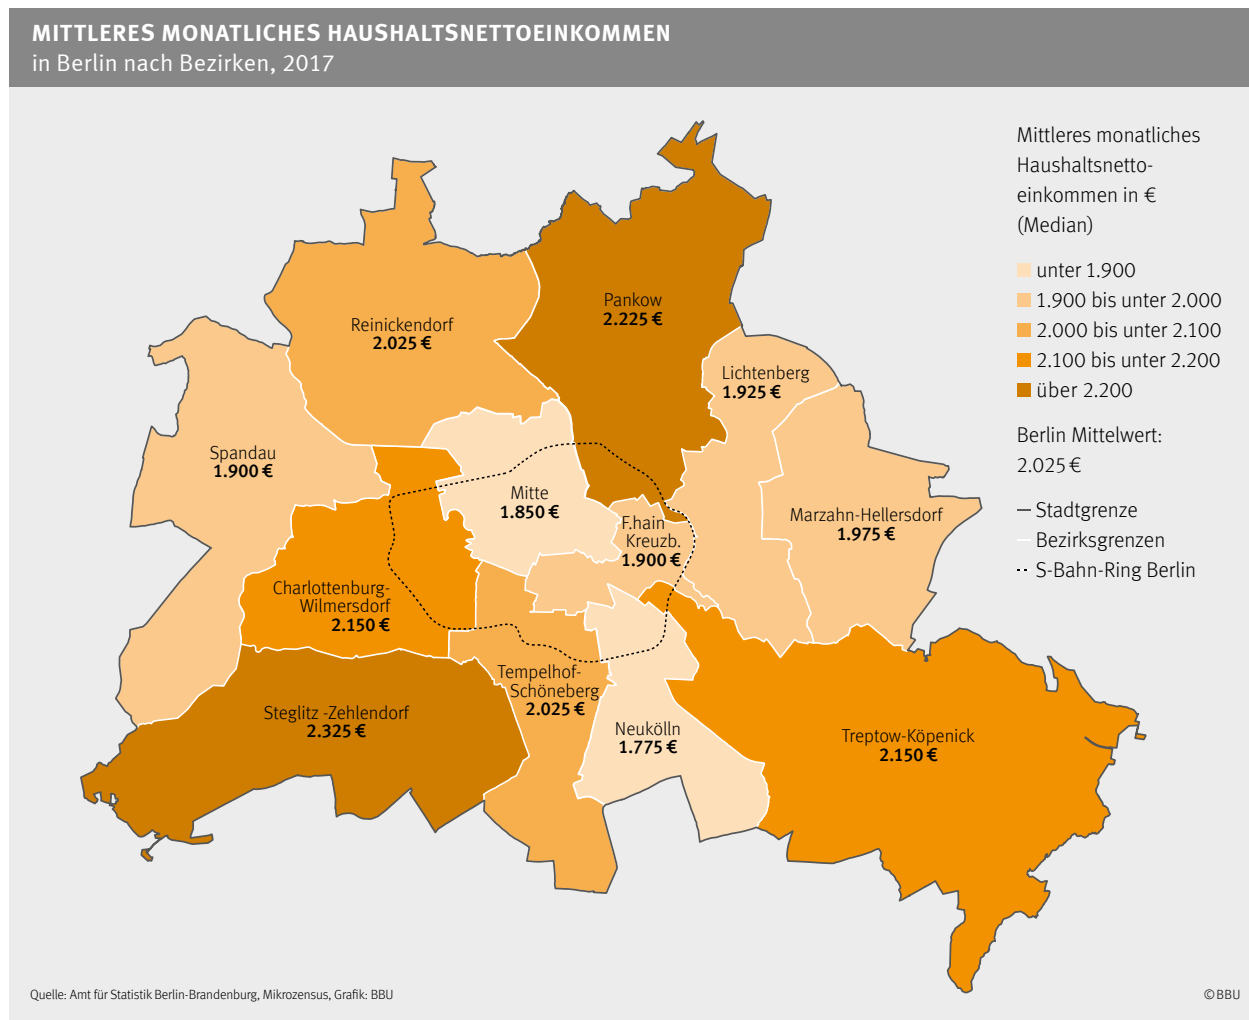 MITTLERES MONATLICHES HAUSHALTSNETTOEINKOMMEN
in Berlin nach Bezirken, 2017
Mittleres monatliches
Haushaltsnetto-
einkommen in €
(Median)
unter 1.900
1.900 bis unter 2.000
2.000 bis unter 2.100
2.100 bis unter 2.200
über 2.200
Berlin Mittelwert:
2.025 €
Stadtgrenze
Bezirksgrenzen
S-Bahn-Ring Berlin
Pankow
2.225 €
Reinickendorf
2.025 €
Lichtenberg
1.925 €
Spandau
1.900 €
Mitte
1.850 €
F.hain
Kreuzb.
1.900 €
Marzahn-Hellersdorf
1.975 €
Charlottenburg-
Wilmersdorf
2.150 €
Tempelhof-
Schöneberg
2.025 €
Steglitz -Zehlendorf
2.325 €
Neukölln
1.775 €
Treptow-Köpenick
2.150 €
Quelle: Amt für Statistik Berlin-Brandenburg, Mikrozensus, Grafik: BBU
© BBU